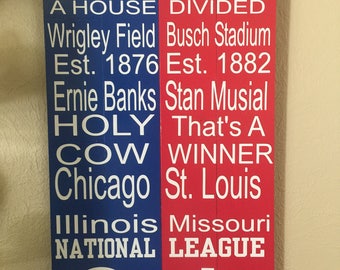 A HOUSE DIVIDED
Wrigley Field Busch Stadium
Est. 1876 Est. 1882
Ernie Banks Stan Musial
HOLY That's A
COW WINNER
Chicago St. Louis
Illinois Missouri
NATIONAL LEAGUE